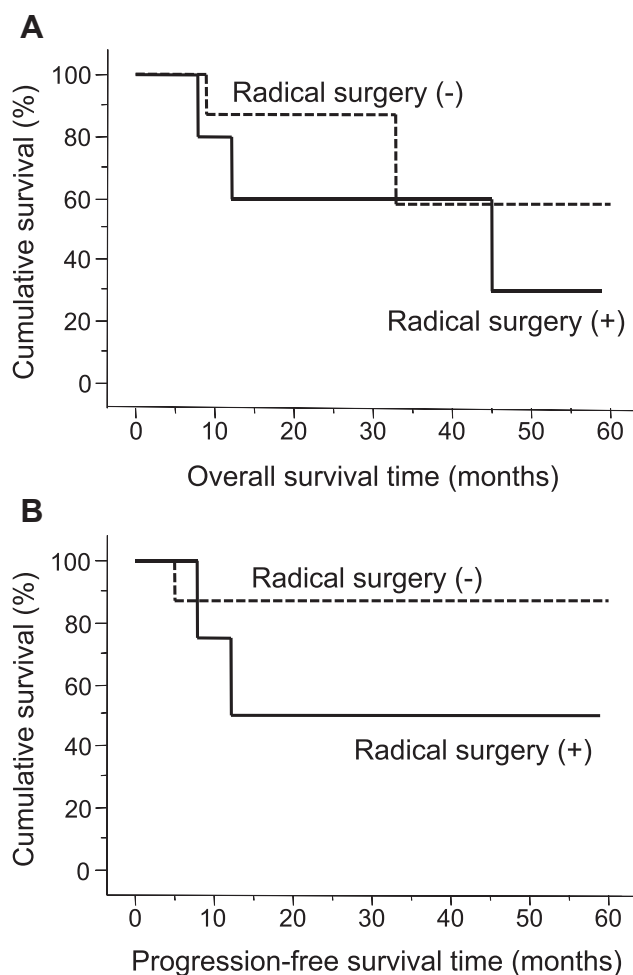 A
Cumulative survival (%)
100
80
60
40
20
0
Radical surgery (-)
Radical surgery (+)
0 10 20 30 40 50 60
Overall survival time (months)
B
Cumulative survival (%)
100
80
60
40
20
0
Radical surgery (-)
Radical surgery (+)
0 10 20 30 40 50 60
Progression-free survival time (months)